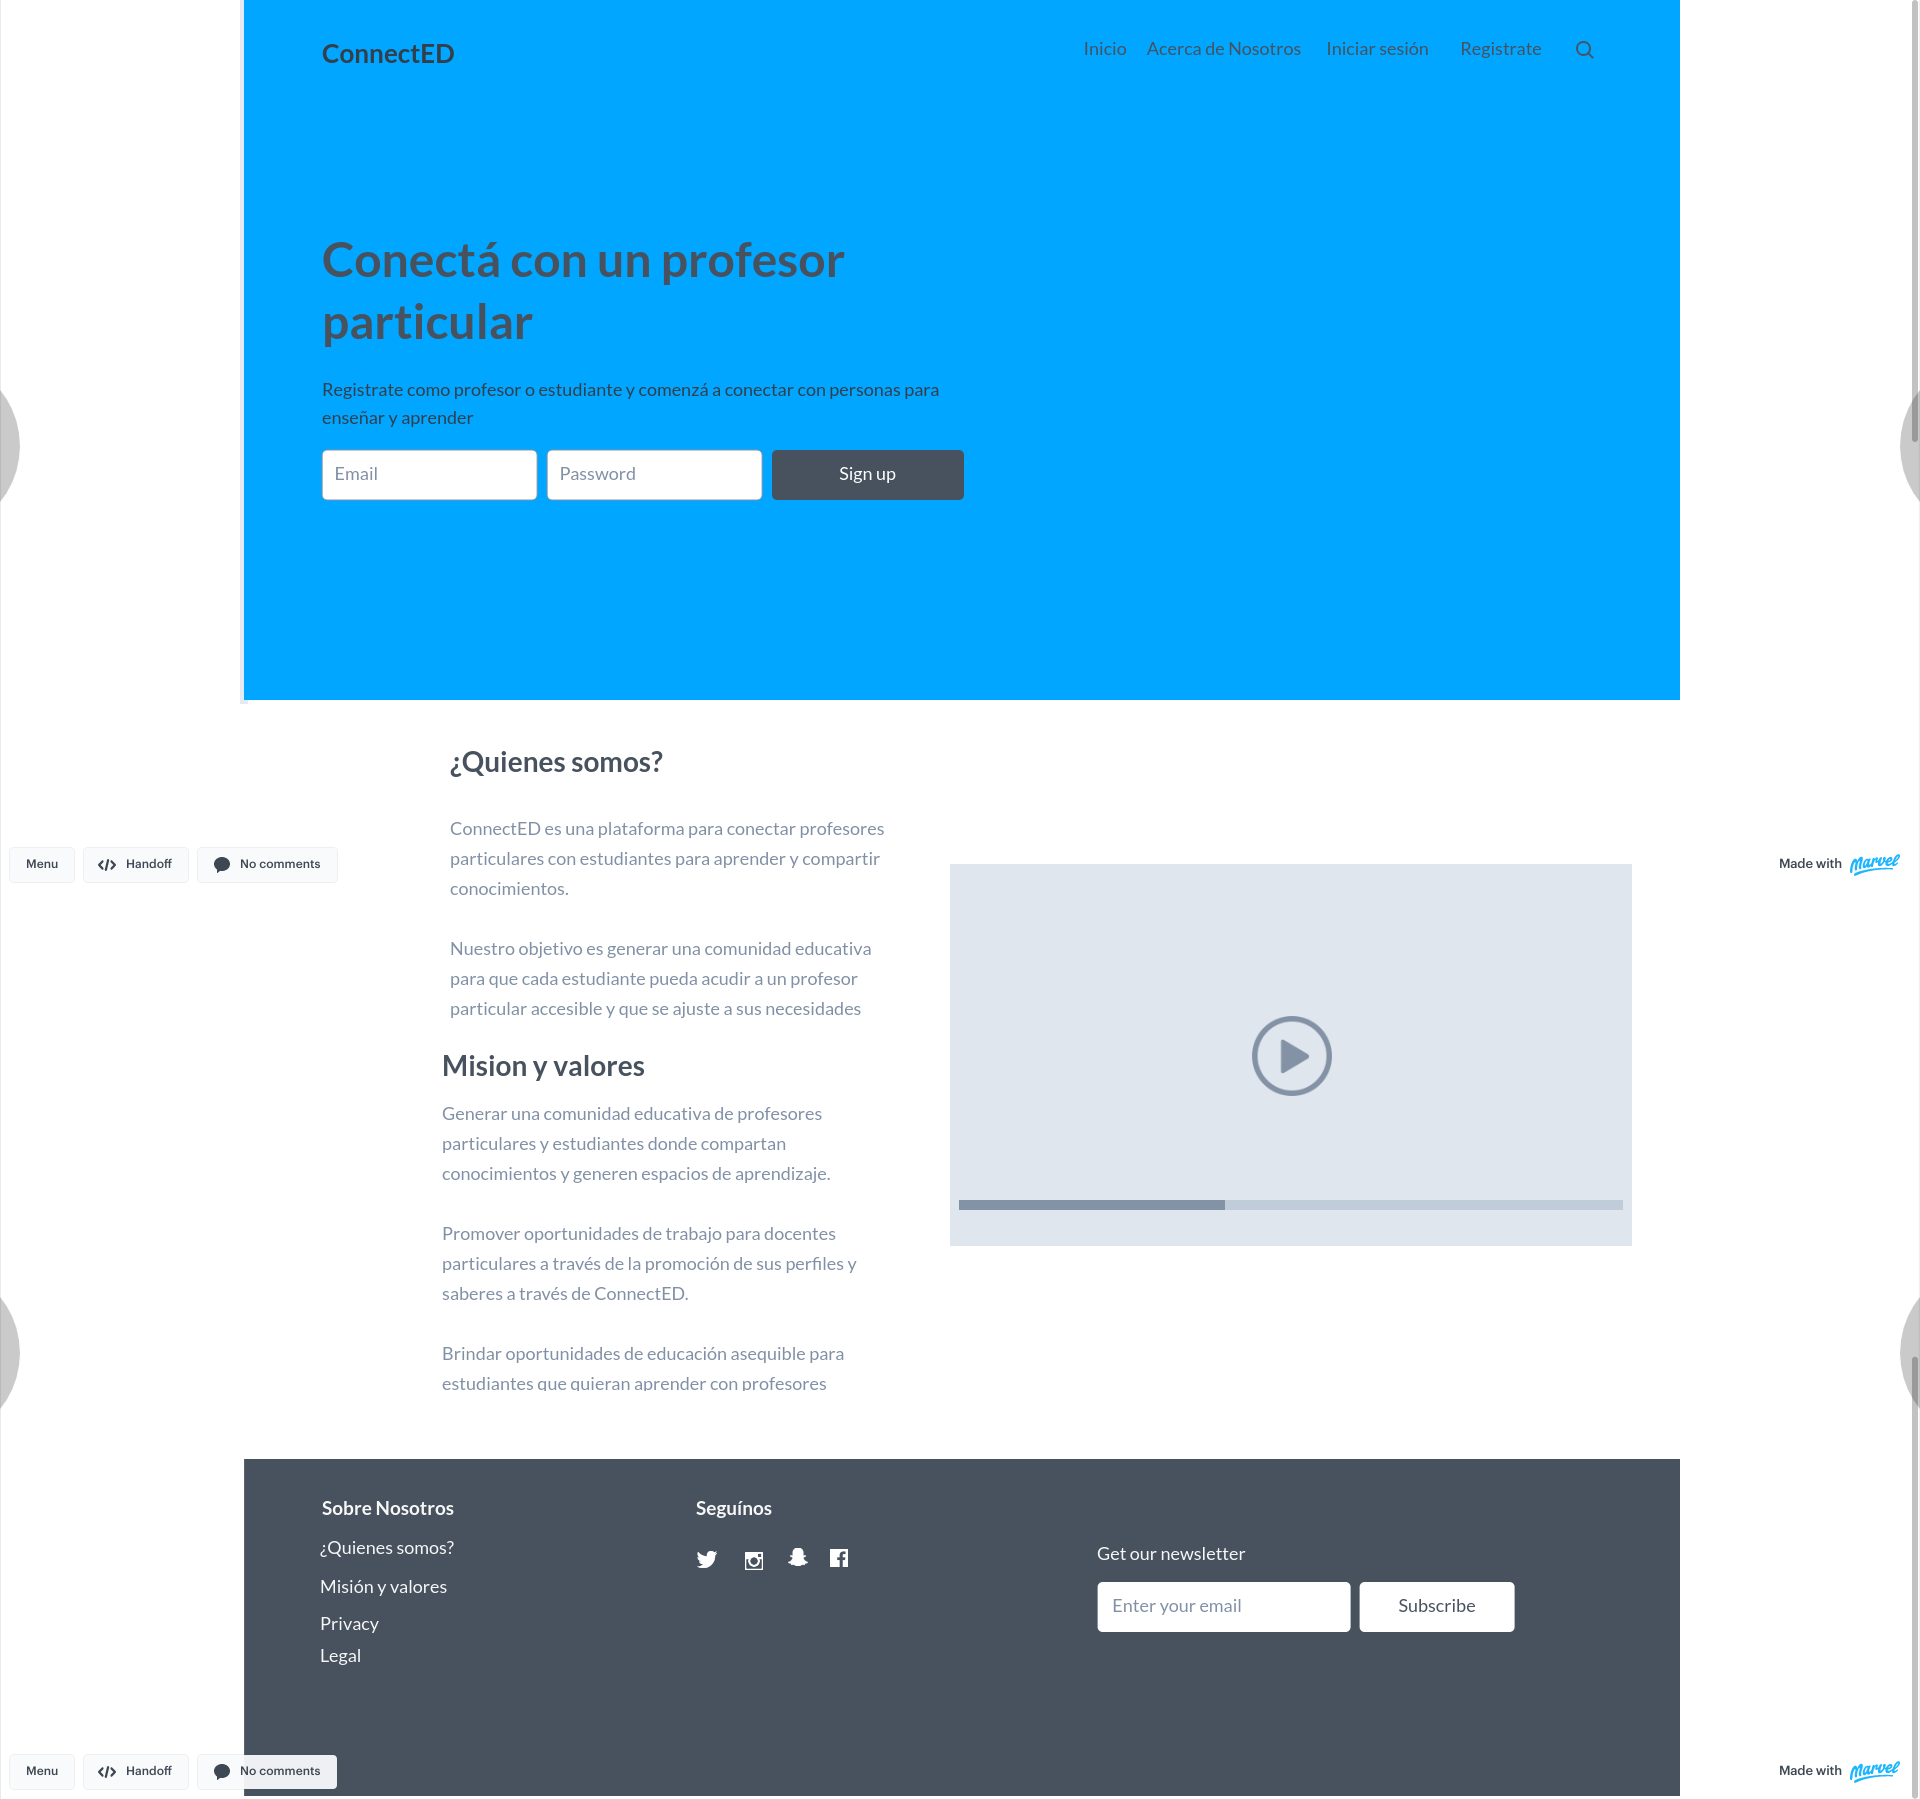 ConnectED
Inicio
Acerca de Nosotros
Iniciar sesión
Registrate
Conectá con un profesor
particular
Registrate como profesor o estudiante y comenzá a conectar con personas para
enseñar y aprender
Email
Password
Sign up
¿Quienes somos?
ConnectED es una plataforma para conectar profesores
particulares con estudiantes para aprender y compartir
conocimientos.
Menu
Handoff
No comments
Made with Marvel
Nuestro objetivo es generar una comunidad educativa
para que cada estudiante pueda acudir a un profesor
particular accesible y que se ajuste a sus necesidades
Mision y valores
Generar una comunidad educativa de profesores
particulares y estudiantes donde compartan
conocimientos y generen espacios de aprendizaje.
Promover oportunidades de trabajo para docentes
particulares a través de la promoción de sus perfiles y
saberes a través de ConnectED.
Brindar oportunidades de educación asequible para
estudiantes que quieran aprender con profesores
Sobre Nosotros
¿Quienes somos?
Misión y valores
Privacy
Legal
Seguínos
Get our newsletter
Enter your email
Subscribe
Menu
Handoff
No comments
Made with Marvel